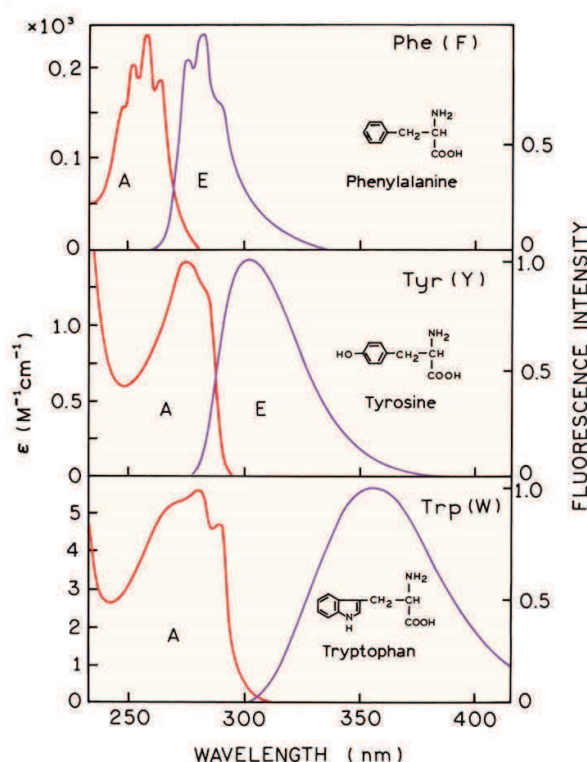 ×10³
Phe (F)
0.2
0.1
0
A
E
NH₂
CH₂-CH
COOH
Phenylalanine
0.5
0
Tyr (Y)
1.0
0.5
0
A
E
NH₂
HO
CH₂-CH
COOH
Tyrosine
1.0
0.5
0
Trp (W)
5
4
3
2
1
0
A
NH₂
CH₂-CH
COOH
N
H
Tryptophan
1.0
0.5
0
250
300
350
400
WAVELENGTH (nm)
ε (M⁻¹cm⁻¹)
FLUORESCENCE INTENSITY